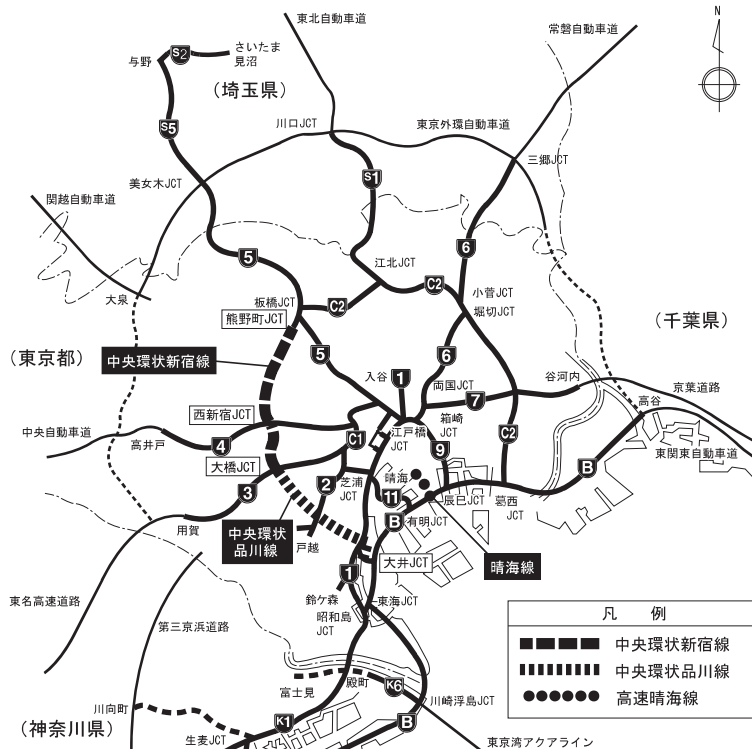 東北自動車道
常磐自動車道
N
S2
さいたま
見沼
与野
(埼玉県)
S5
川口JCT
東京外環自動車道
三郷JCT
美女木JCT
S1
関越自動車道
5
江北JCT
6
大泉
板橋JCT
C2
C2
小菅JCT
堀切JCT
熊野町JCT
(千葉県)
(東京都)
中央環状新宿線
5
6
入谷
1
両国JCT
谷河内
京葉道路
7
高谷
西新宿JCT
箱崎
JCT
中央自動車道
高井戸
4
C1
江戸橋
JCT
9
C2
東関東自動車道
大橋JCT
B
3
2
芝浦
JCT
晴海
11
辰巳JCT
葛西
JCT
用賀
中央環状
品川線
戸越
B
有明JCT
大井JCT
晴海線
1
鈴ケ森
東名高速道路
昭和島
JCT
東海JCT
第三京浜道路
凡 例
中央環状新宿線
中央環状品川線
高速晴海線
殿町
富士見
K6
川向町
川崎浮島JCT
(神奈川県)
K1
B
生麦JCT
東京湾アクアライン